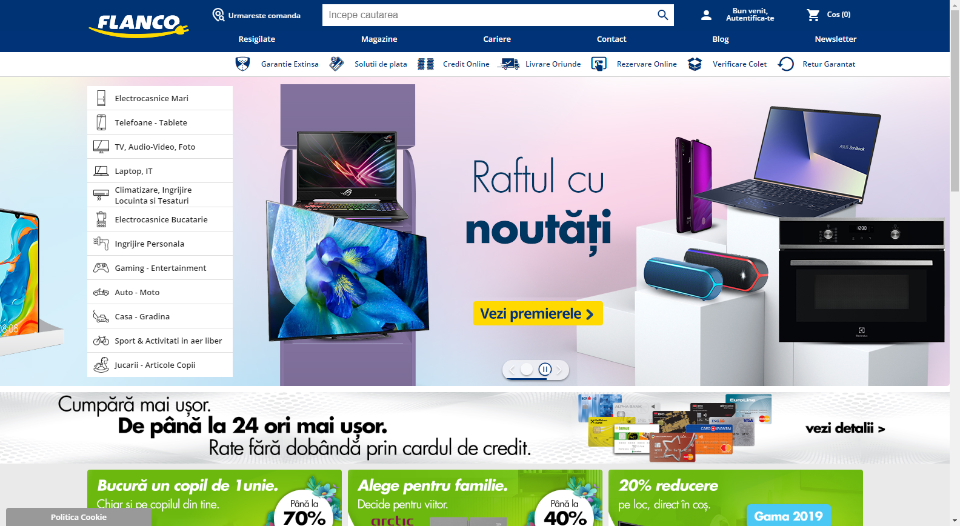 FLANCO
Urmareste comanda
Incepe cautarea
Bun venit,
Autentifica-te
Cos (0)
Resigilate
Magazine
Cariere
Contact
Blog
Newsletter
Garantie Extinsa
Solutii de plata
Credit Online
Livrare Oriunde
Rezervare Online
Verificare Colet
Retur Garantat
Electrocasnice Mari
Telefoane - Tablete
TV, Audio-Video, Foto
Laptop, IT
Climatizare, Ingrijire
Locuinta si Tesaturi
Electrocasnice Bucatarie
Ingrijire Personala
Gaming - Entertainment
Auto - Moto
Casa - Gradina
Sport & Activitati in aer liber
Jucarii - Articole Copii
Raftul cu
noutăți
Vezi premierele >
Cumpără mai ușor.
De până la 24 ori mai ușor.
Rate fără dobândă prin cardul de credit.
vezi detalii >
Bucură un copil de 1 iunie.
Chiar și pe copilul din tine.
Până la
70%
Alege pentru familie.
Decide pentru viitor.
arctic
Până la
40%
20% reducere
pe loc, direct în coș.
Gama 2019
Politica Cookie